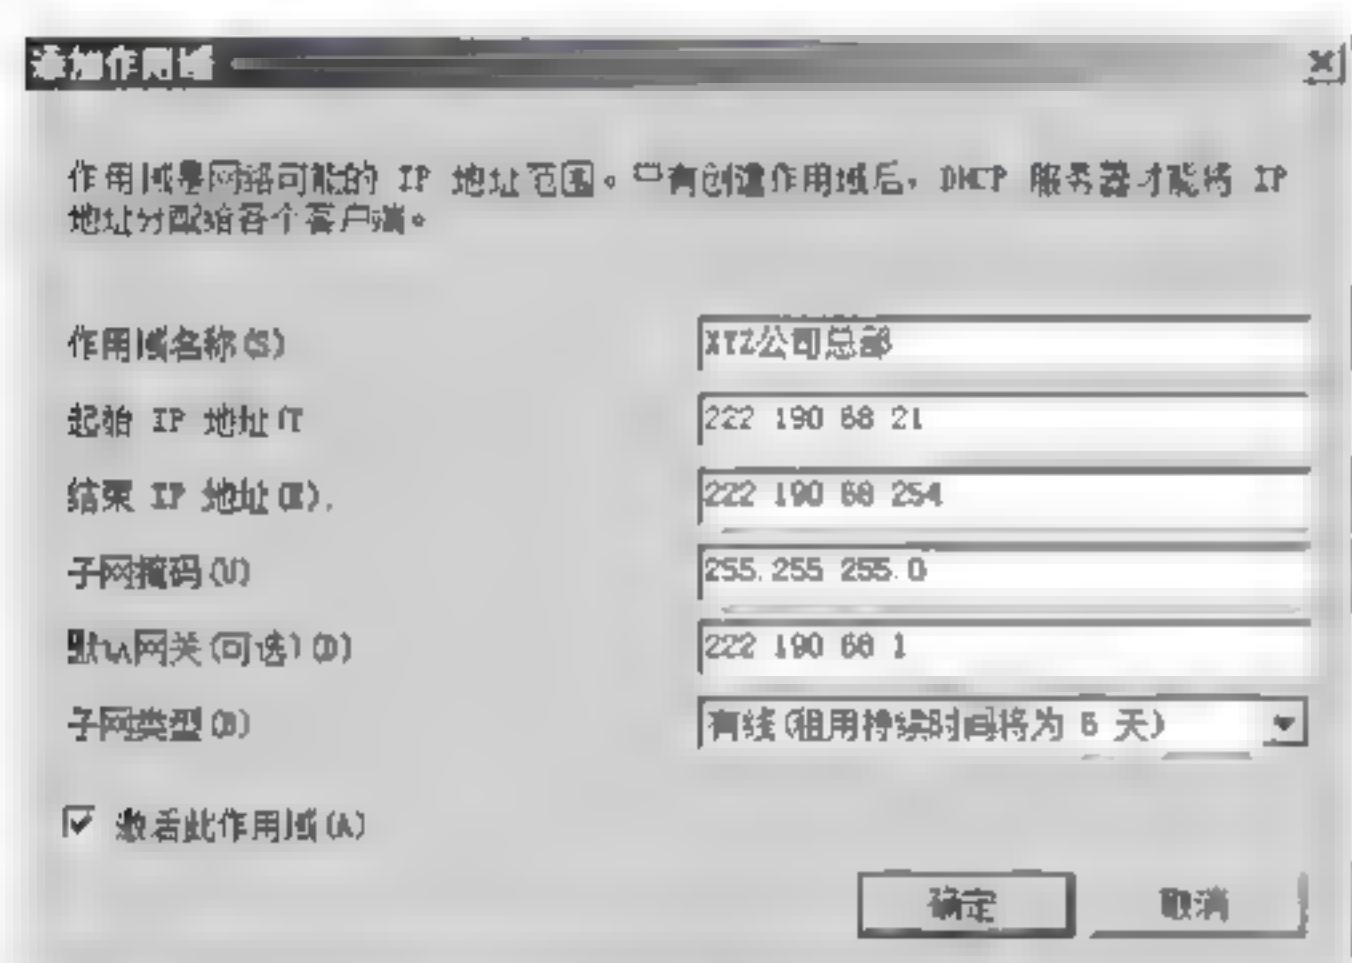 添加作用域
作用域是网络可能的 IP 地址范围。只有创建作用域后，DHCP 服务器才能将 IP
地址分配给各个客户端。
作用域名称(S)
XYZ公司总部
起始 IP 地址(T
222 190 68 21
结束 IP 地址(E).
222 190 68 254
子网掩码(U)
255.255 255.0
默认网关(可选)(D)
222 190 68 1
子网类型(B)
有线(租用持续时间将为 6 天)
激活此作用域(A)
确定
取消